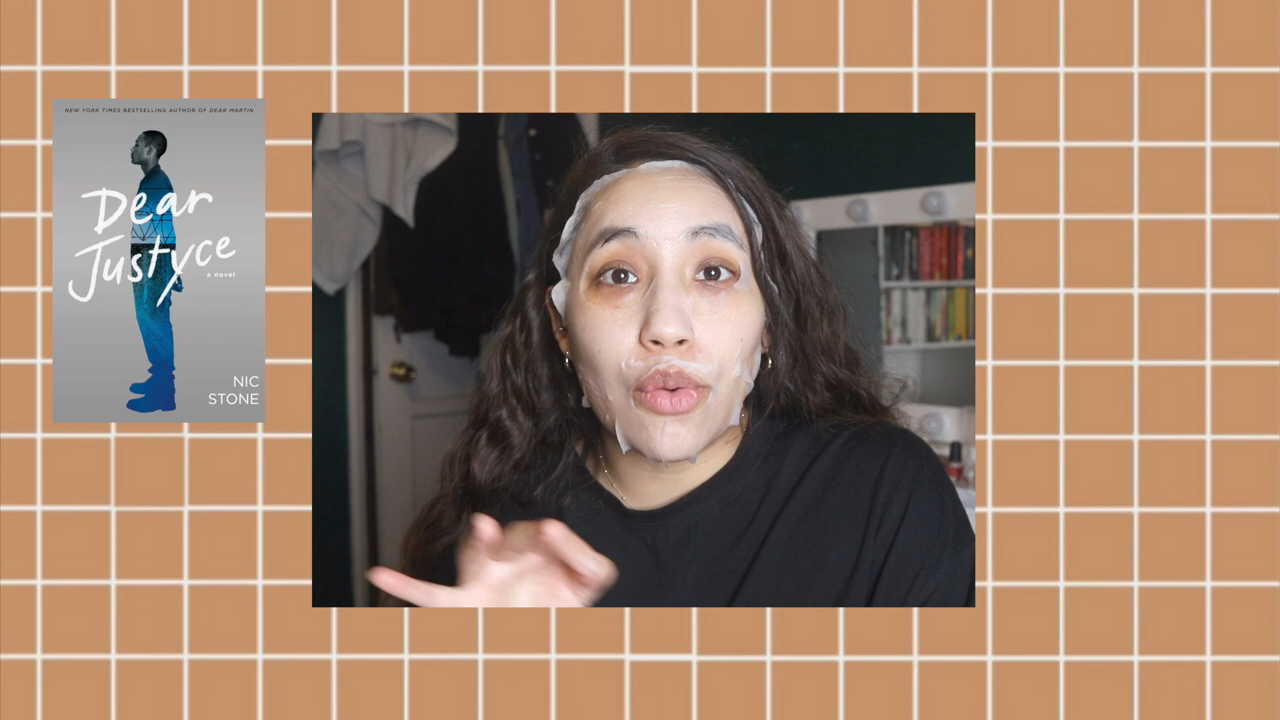 NEW YORK TIMES BESTSELLING AUTHOR OF DEAR MARTIN
Dear
Justyce
a novel
NIC
STONE